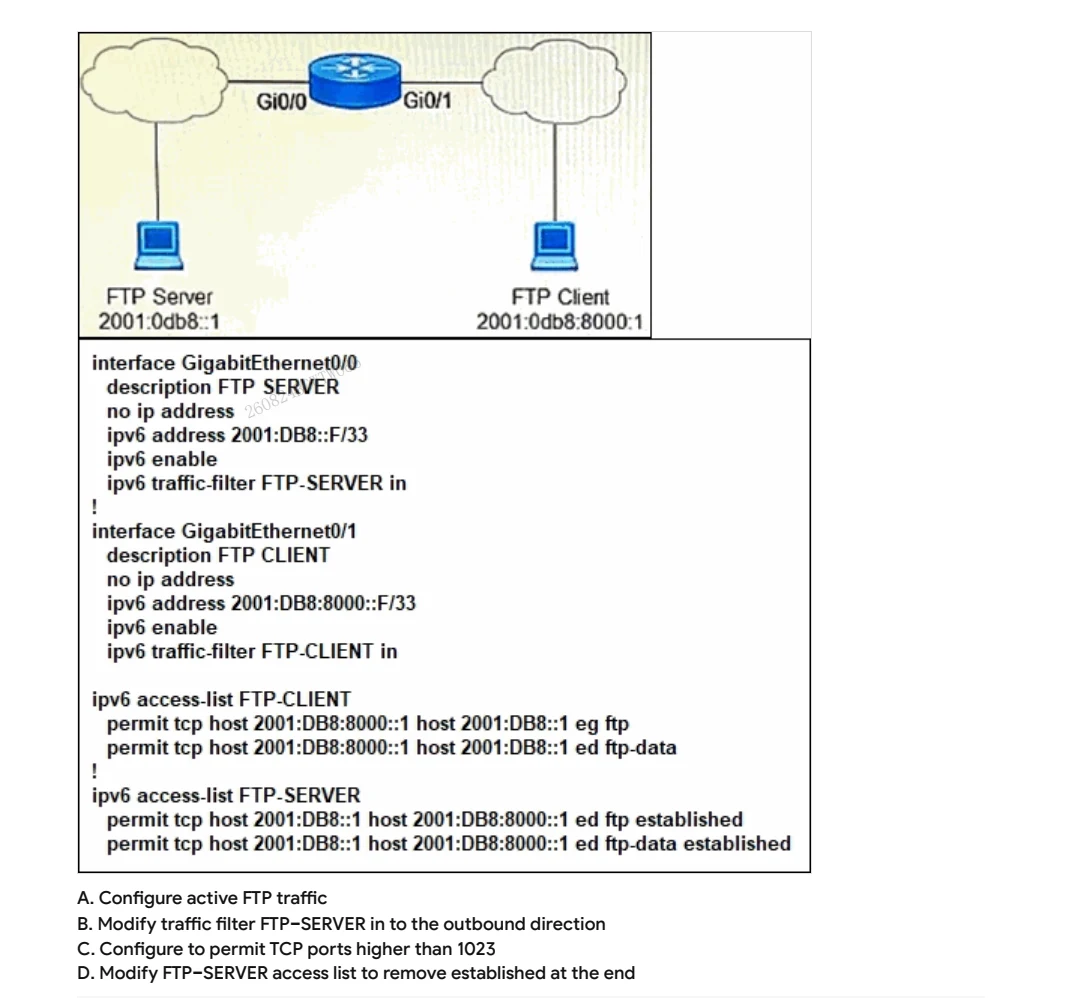 Gi0/0
Gi0/1
FTP Server
2001:0db8::1
FTP Client
2001:0db8:8000:1
interface GigabitEthernet0/0
description FTP SERVER
no ip address
ipv6 address 2001:DB8::F/33
ipv6 enable
ipv6 traffic-filter FTP-SERVER in
!
interface GigabitEthernet0/1
description FTP CLIENT
no ip address
ipv6 address 2001:DB8:8000::F/33
ipv6 enable
ipv6 traffic-filter FTP-CLIENT in
ipv6 access-list FTP-CLIENT
permit tcp host 2001:DB8:8000::1 host 2001:DB8::1 eg ftp
permit tcp host 2001:DB8:8000::1 host 2001:DB8::1 ed ftp-data
!
ipv6 access-list FTP-SERVER
permit tcp host 2001:DB8::1 host 2001:DB8:8000::1 ed ftp established
permit tcp host 2001:DB8::1 host 2001:DB8:8000::1 ed ftp-data established
A. Configure active FTP traffic
B. Modify traffic filter FTP-SERVER in to the outbound direction
C. Configure to permit TCP ports higher than 1023
D. Modify FTP-SERVER access list to remove established at the end